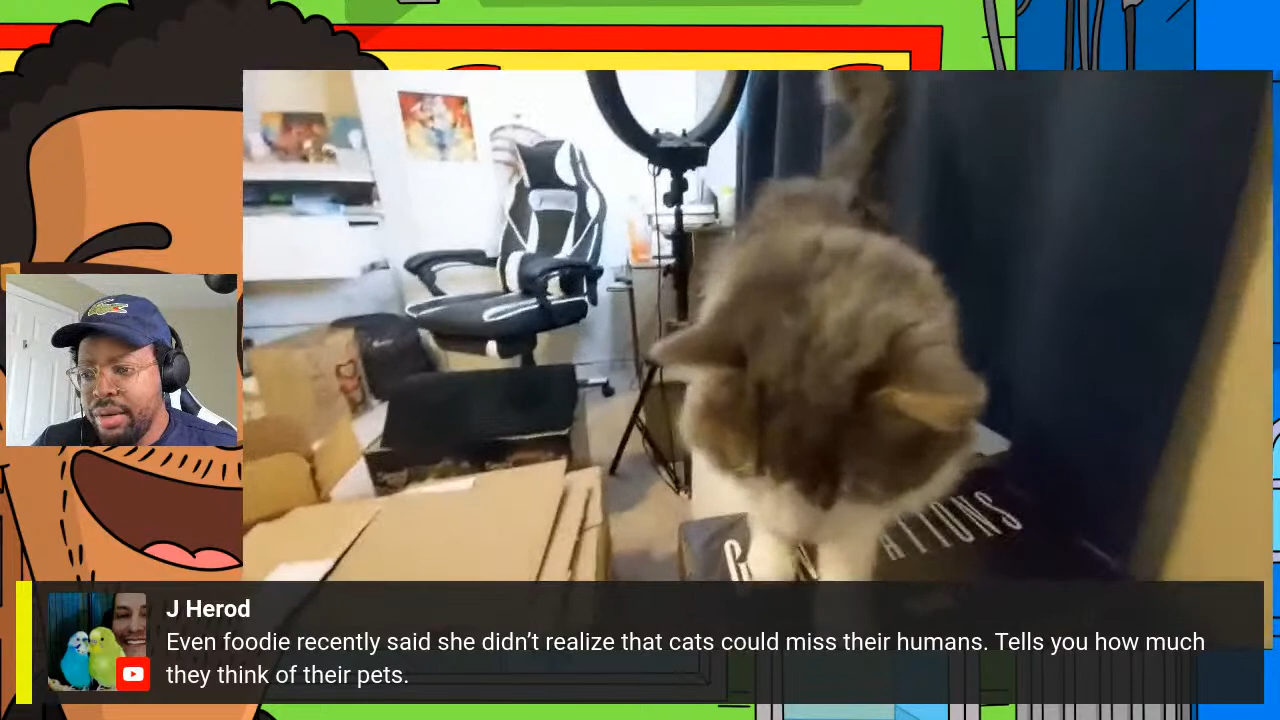 J Herod
Even foodie recently said she didn’t realize that cats could miss their humans. Tells you how much
they think of their pets.